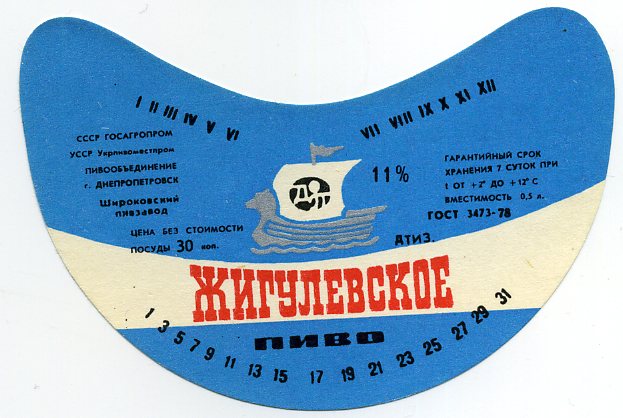 I II III IV V VI
VII VIII IX X XI XII
СССР ГОСАГРОПРОМ
УССР Укрпивоместпром
ПИВООБЪЕДИНЕНИЕ
г. ДНЕПРОПЕТРОВСК
Широковский
пивзавод
ЦЕНА БЕЗ СТОИМОСТИ
ПОСУДЫ 30 коп.
11%
ГАРАНТИЙНЫЙ СРОК
ХРАНЕНИЯ 7 СУТОК ПРИ
t ОТ +2° ДО +12° С
ВМЕСТИМОСТЬ 0,5 л.
ГОСТ 3473-78
ДТИЗ.
ЖИГУЛЕВСКОЕ
ПИВО
1 3 5 7 9 11 13 15 17 19 21 23 25 27 29 31